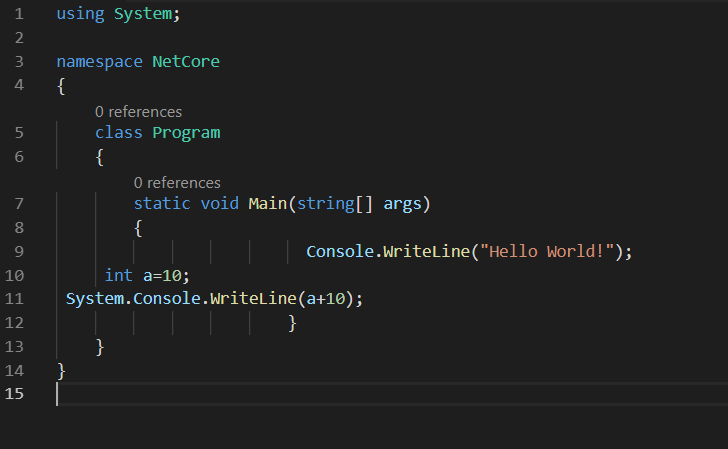 1 using System;
2
3 namespace NetCore
4 {
0 references
5 class Program
6 {
0 references
7 static void Main(string[] args)
8 {
9 Console.WriteLine("Hello World!");
10 int a=10;
11 System.Console.WriteLine(a+10);
12 }
13 }
14 }
15